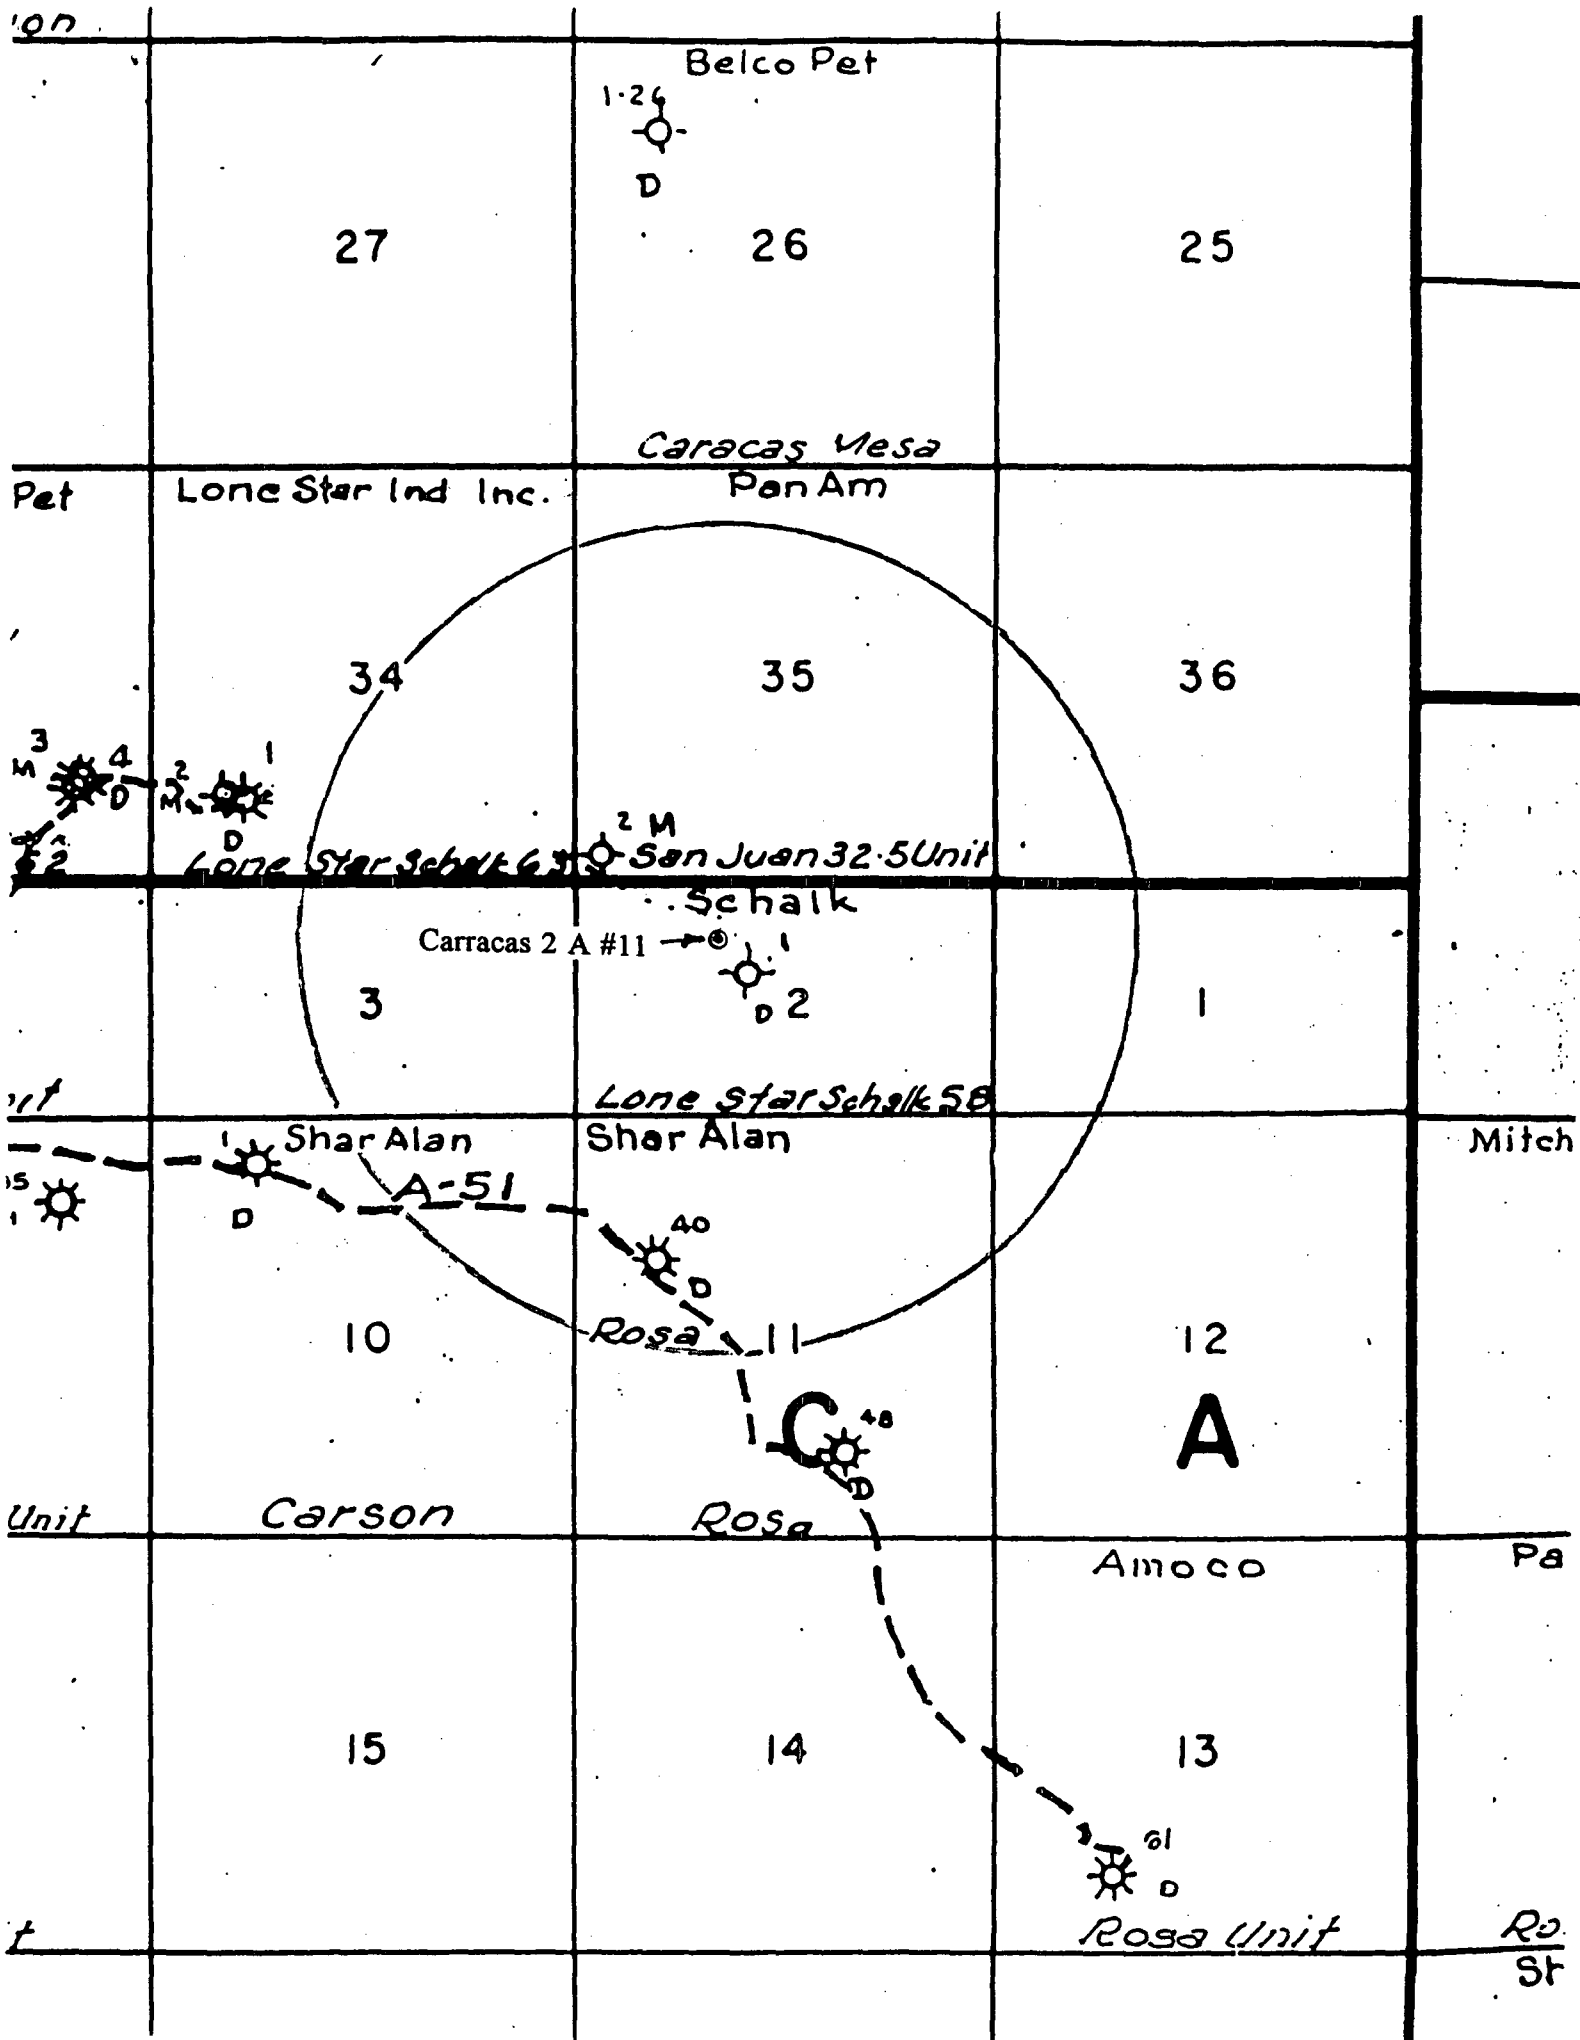 Belco Pet
1-26
D
27 26 25
Caracas Mesa
Pet Lone Star Ind Inc. Pan Am
34 35 36
3 4 2 1
M D M
D
2 M
Lone Star Schalk 63 San Juan 32-5 Unit
Schalk
Carracas 2 A #11
1
D
3 2 1
Lone Star Schalk 58
1 Shar Alan Shar Alan Mitch
A-51
D
40
D
Rosa
10 11 12
C 48 A
D
Unit Carson Rosa
Amoco Pa
15 14 13
61
D
Rosa Unit Ro
St